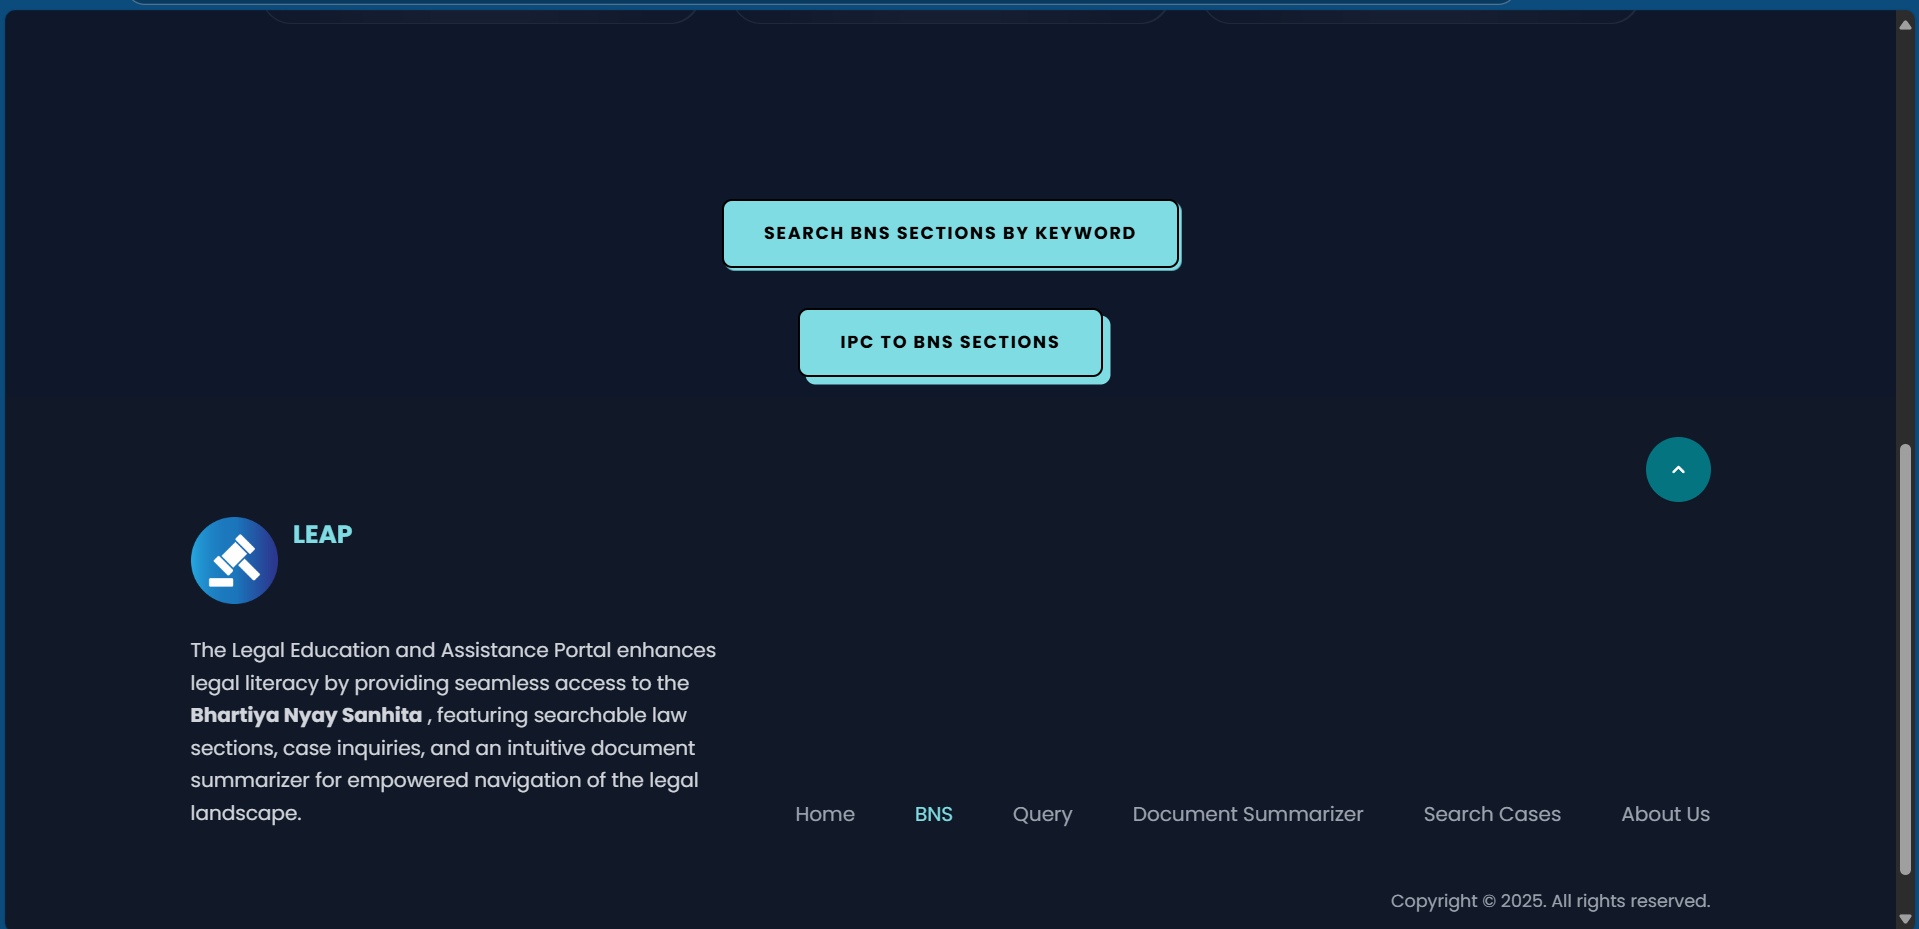 SEARCH BNS SECTIONS BY KEYWORD
IPC TO BNS SECTIONS
LEAP
The Legal Education and Assistance Portal enhances
legal literacy by providing seamless access to the
Bhartiya Nyay Sanhita , featuring searchable law
sections, case inquiries, and an intuitive document
summarizer for empowered navigation of the legal
landscape.
Home BNS Query Document Summarizer Search Cases About Us
Copyright © 2025. All rights reserved.